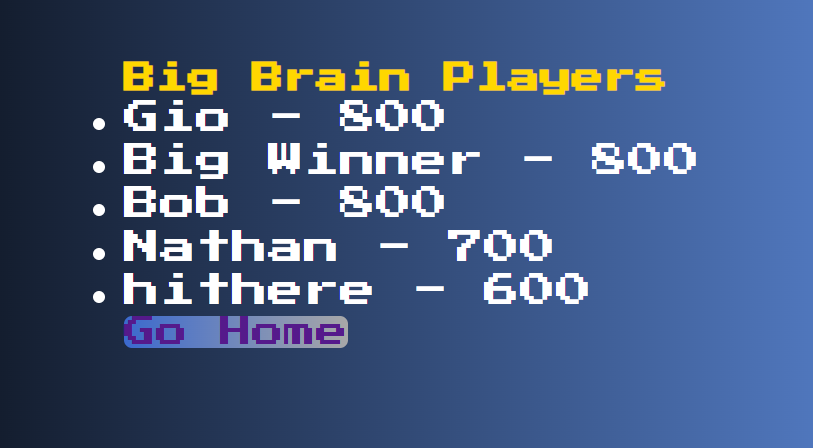 Big Brain Players
Gio - 800
Big Winner - 800
Bob - 800
Nathan - 700
hithere - 600
Go Home